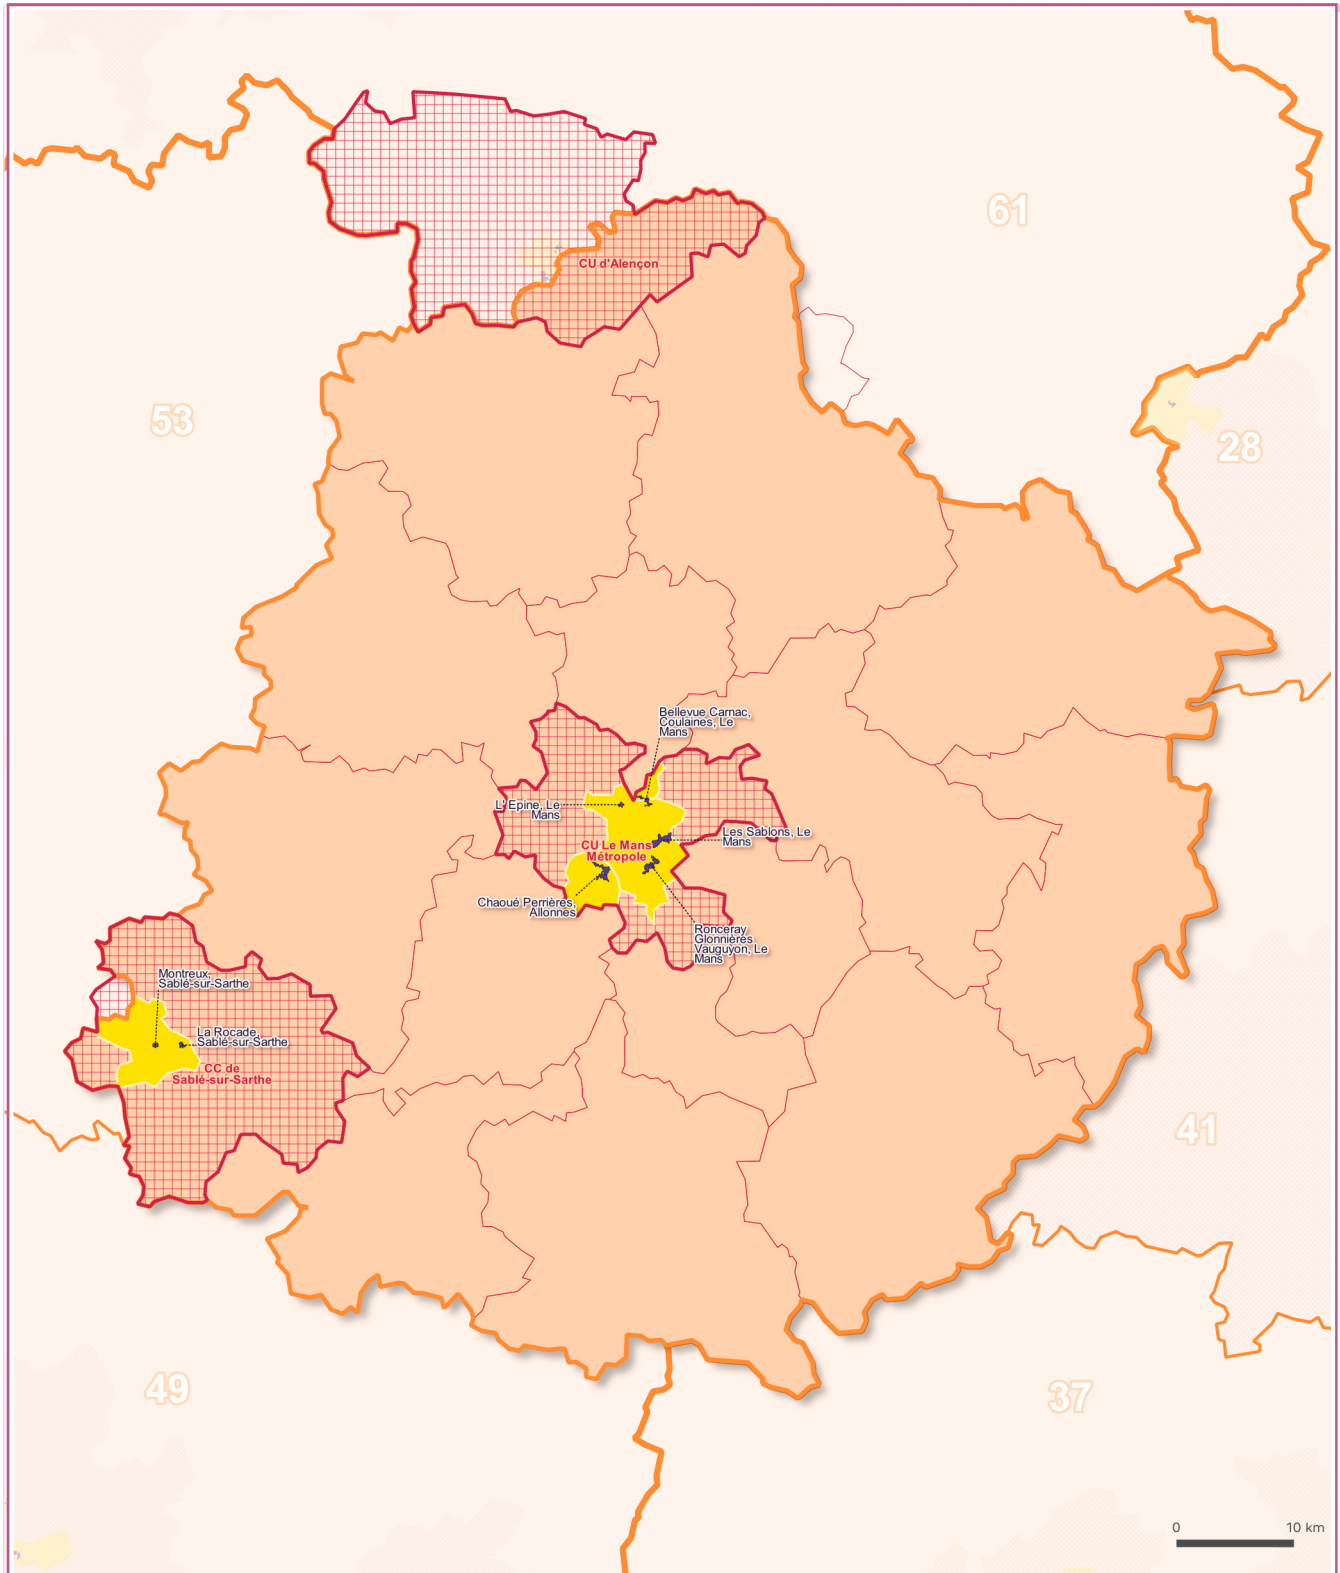 61
CU d'Alençon
53
28
Bellevue Carnac,
Coulaines, Le
Mans
L' Epine, Le
Mans
Les Sablons, Le
Mans
CU Le Mans
Métropole
Chaoué Perrières,
Allonnes
Ronceray
Glonnières
Vauguyon, Le
Mans
Montreux,
Sablé-sur-Sarthe
La Rocade,
Sablé-sur-Sarthe
CC de
Sablé-sur-Sarthe
41
49
37
0 10 km